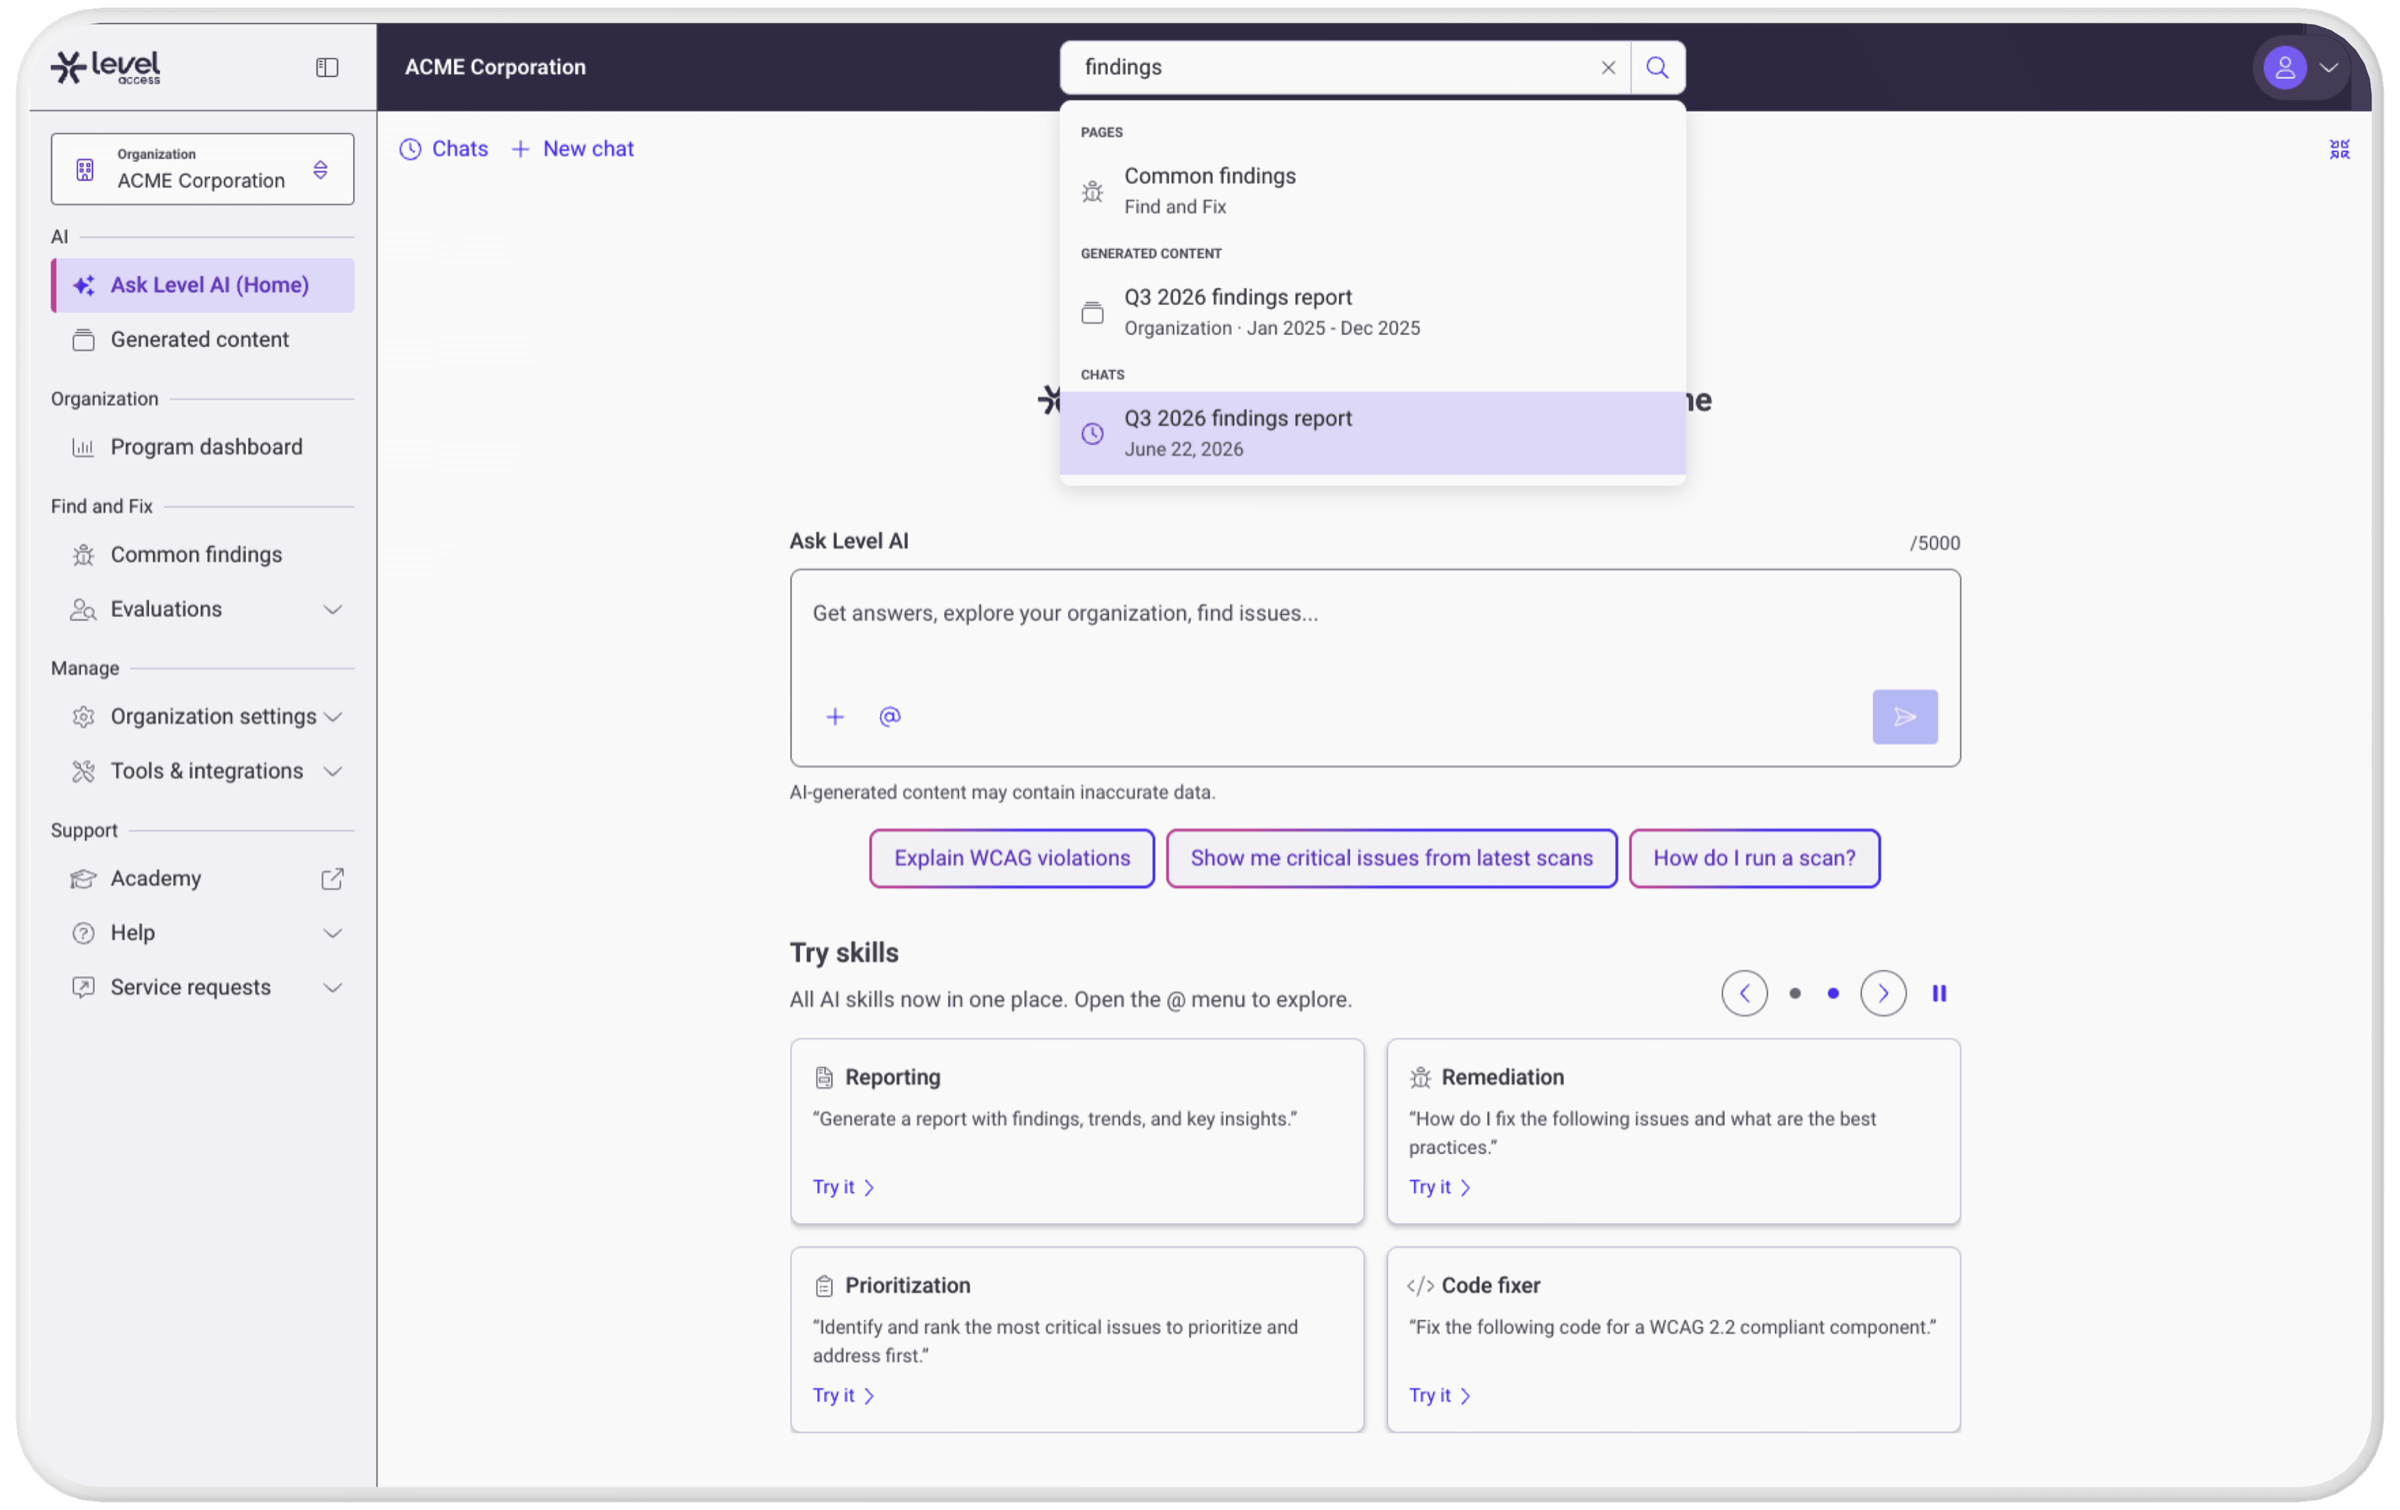 level access
ACME Corporation
findings
Organization
ACME Corporation
AI
Ask Level AI (Home)
Generated content
Organization
Program dashboard
Find and Fix
Common findings
Evaluations
Manage
Organization settings
Tools & integrations
Support
Academy
Help
Service requests
Chats
New chat
PAGES
Common findings
Find and Fix
GENERATED CONTENT
Q3 2026 findings report
Organization · Jan 2025 - Dec 2025
CHATS
Q3 2026 findings report
June 22, 2026
Ask Level AI
/5000
Get answers, explore your organization, find issues...
@
AI-generated content may contain inaccurate data.
Explain WCAG violations
Show me critical issues from latest scans
How do I run a scan?
Try skills
All AI skills now in one place. Open the @ menu to explore.
Reporting
“Generate a report with findings, trends, and key insights.”
Try it
Remediation
“How do I fix the following issues and what are the best
practices.”
Try it
Prioritization
“Identify and rank the most critical issues to prioritize and
address first.”
Try it
</> Code fixer
“Fix the following code for a WCAG 2.2 compliant component.”
Try it